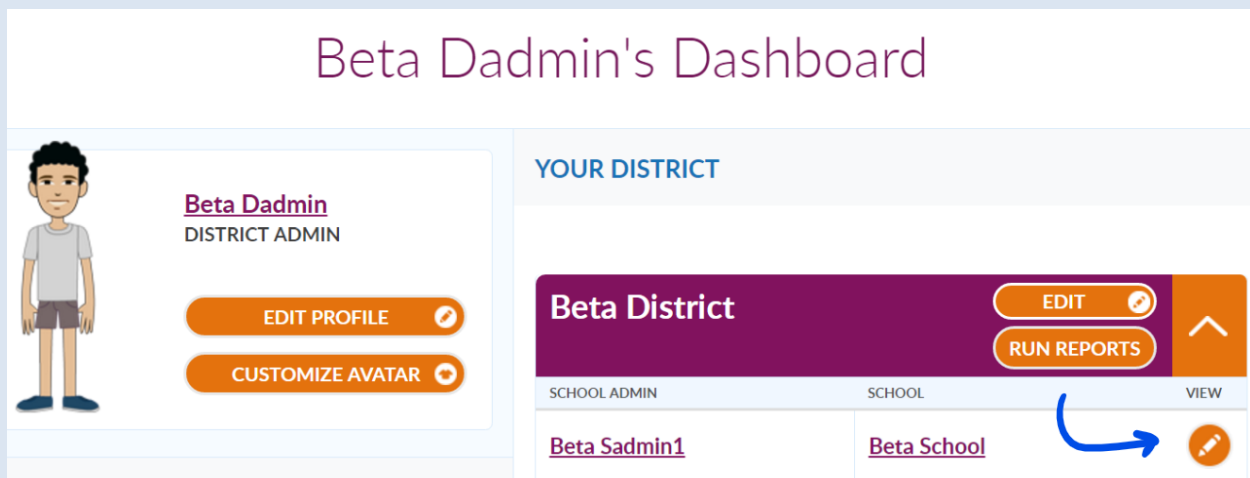 Beta Dadmin's Dashboard
Beta Dadmin
DISTRICT ADMIN
EDIT PROFILE
CUSTOMIZE AVATAR
YOUR DISTRICT
Beta District
EDIT
RUN REPORTS
SCHOOL ADMIN SCHOOL VIEW
Beta Sadmin1 Beta School